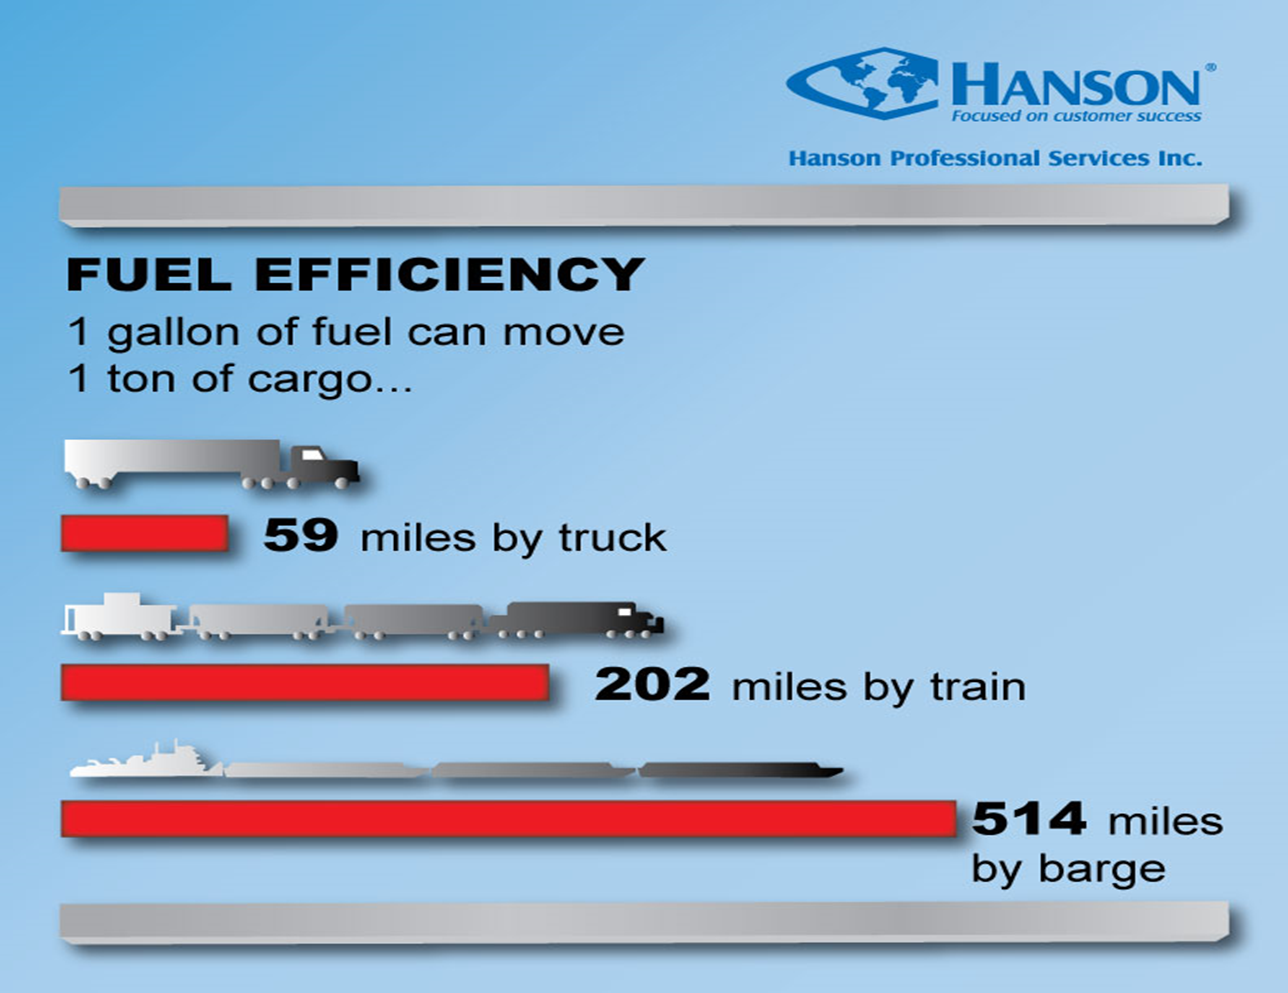 HANSON®
Focused on customer success
Hanson Professional Services Inc.
FUEL EFFICIENCY
1 gallon of fuel can move
1 ton of cargo...
59 miles by truck
202 miles by train
514 miles
by barge